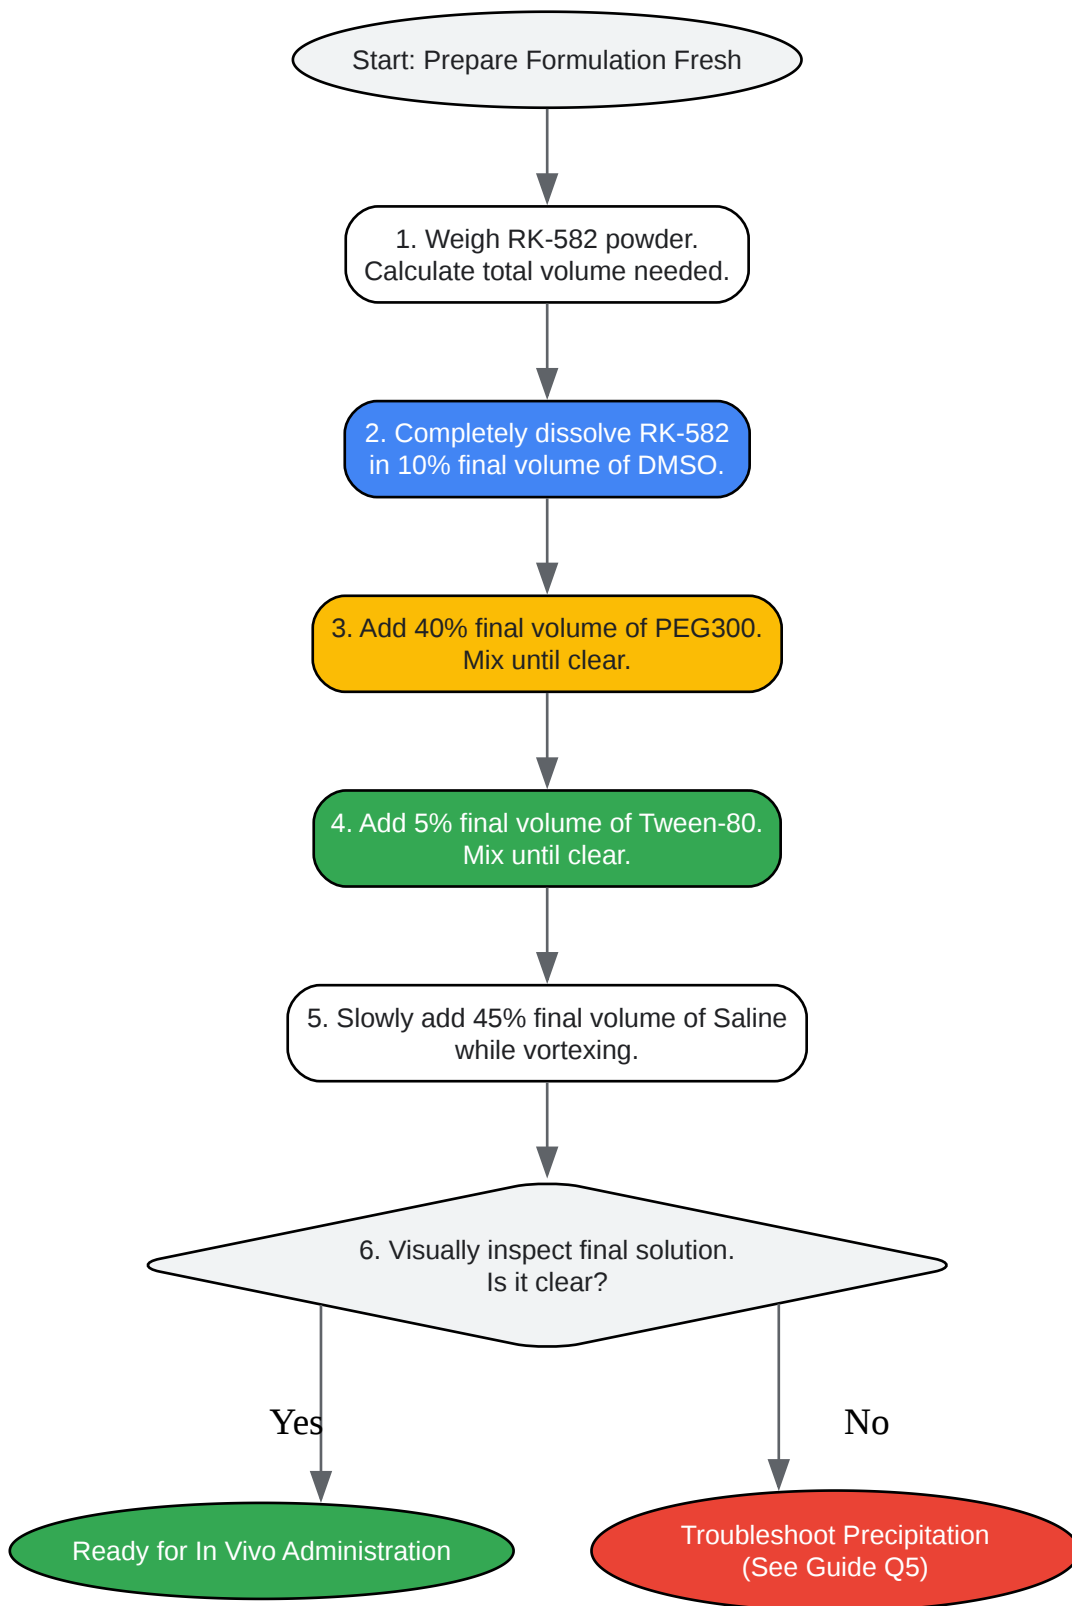 Start: Prepare Formulation Fresh
1. Weigh RK-582 powder.
Calculate total volume needed.
2. Completely dissolve RK-582
in 10% final volume of DMSO.
3. Add 40% final volume of PEG300.
Mix until clear.
4. Add 5% final volume of Tween-80.
Mix until clear.
5. Slowly add 45% final volume of Saline
while vortexing.
6. Visually inspect final solution.
Is it clear?
Yes
No
Ready for In Vivo Administration
Troubleshoot Precipitation
(See Guide Q5)